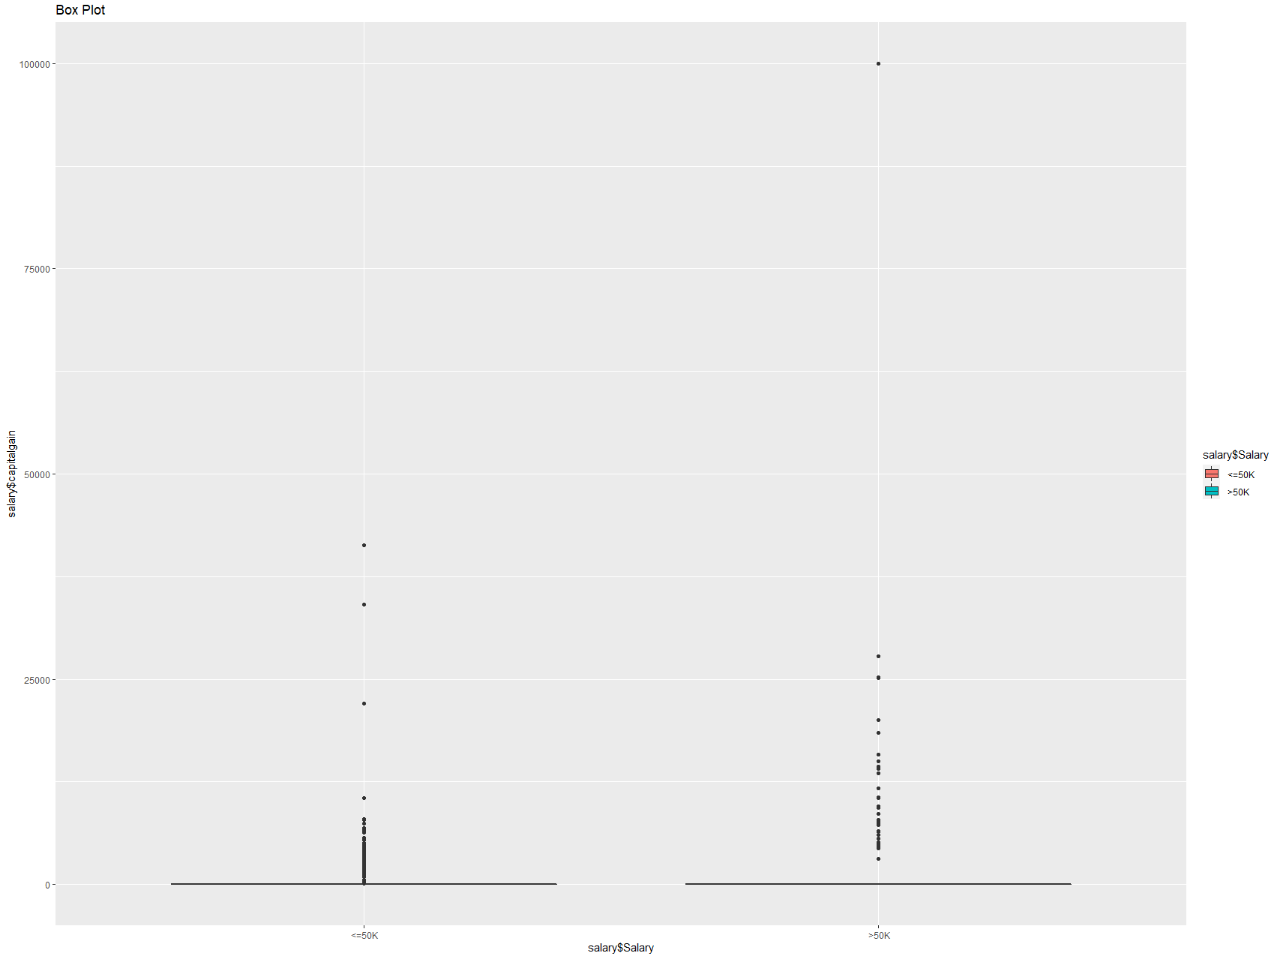 Box Plot
100000
75000
50000
25000
0
salary$capitalgain
<=50K
>50K
salary$Salary
salary$Salary
<=50K
>50K